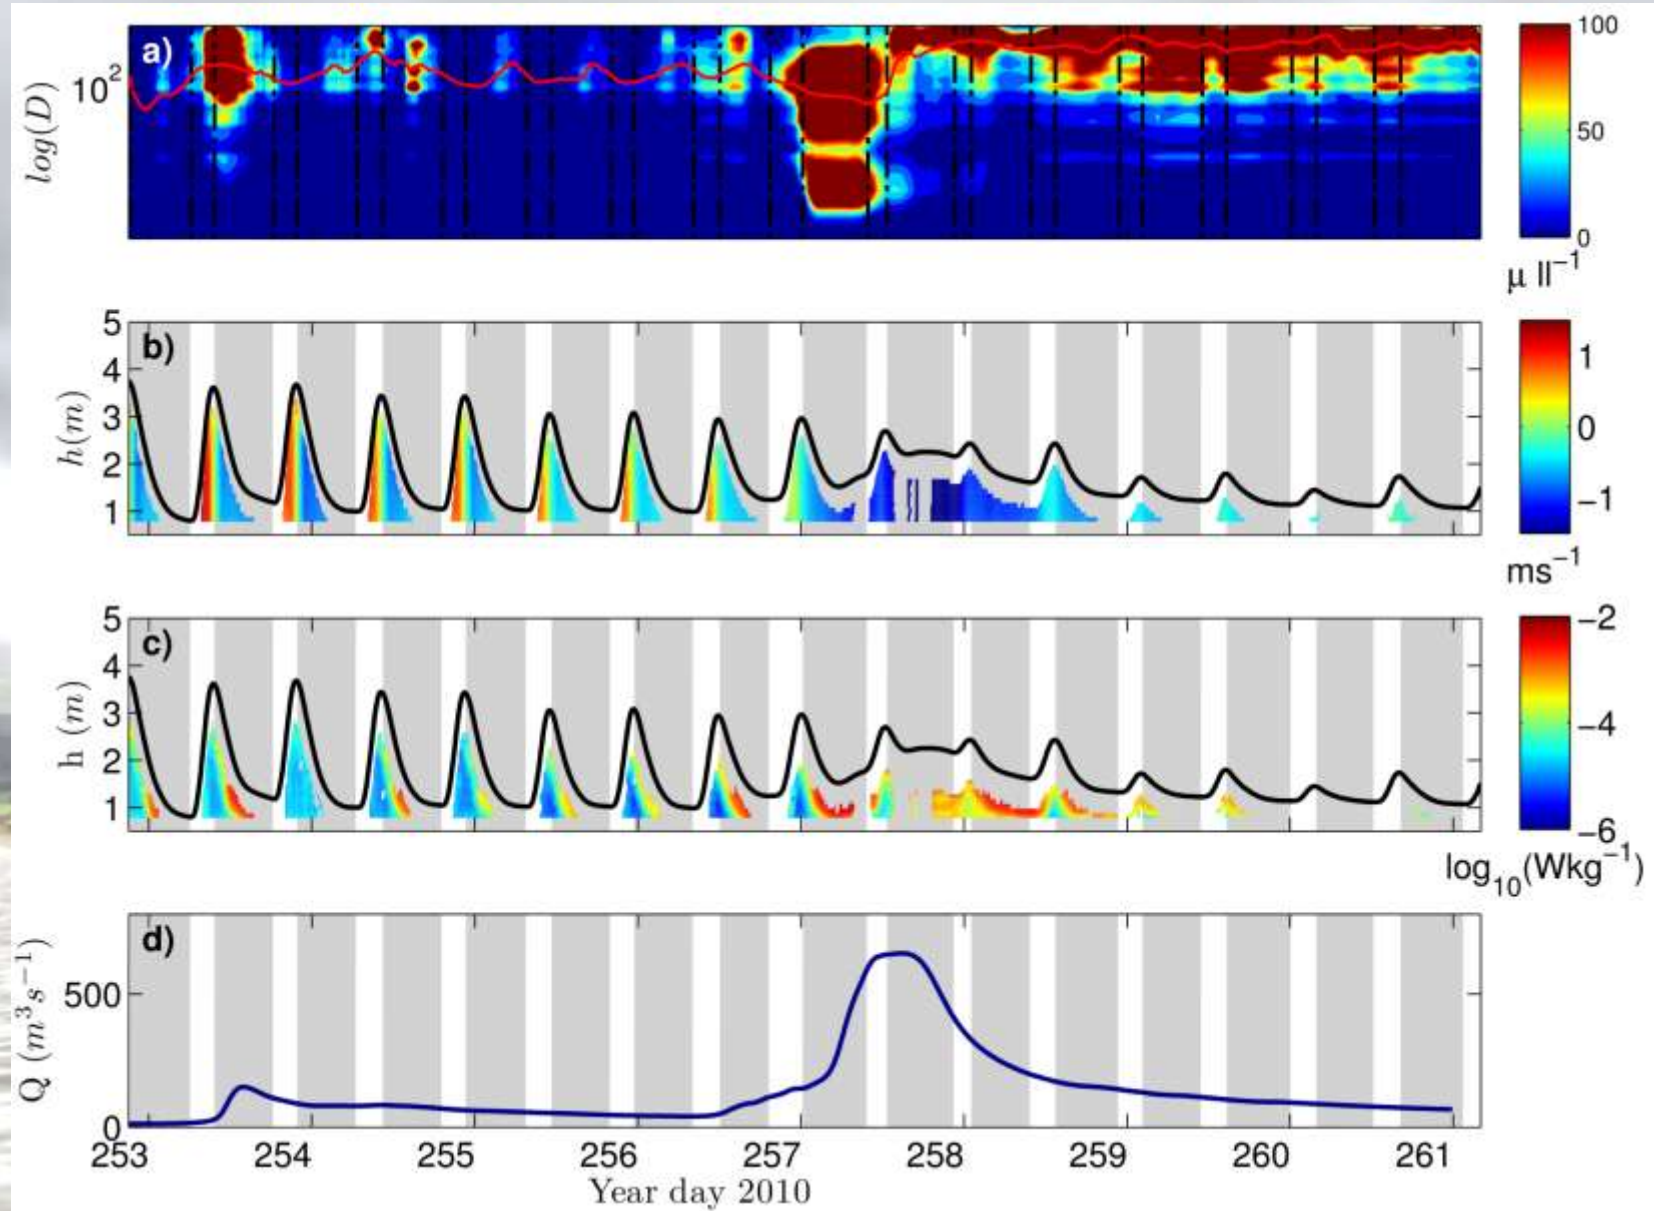 a)
log(D)
10²
100
50
0
μ ll⁻¹
b)
h(m)
5
4
3
2
1
1
0
−1
ms⁻¹
c)
h (m)
5
4
3
2
1
−2
−4
−6
log₁₀(Wkg⁻¹)
d)
Q (m³s⁻¹)
500
0
253 254 255 256 257 258 259 260 261
Year day 2010